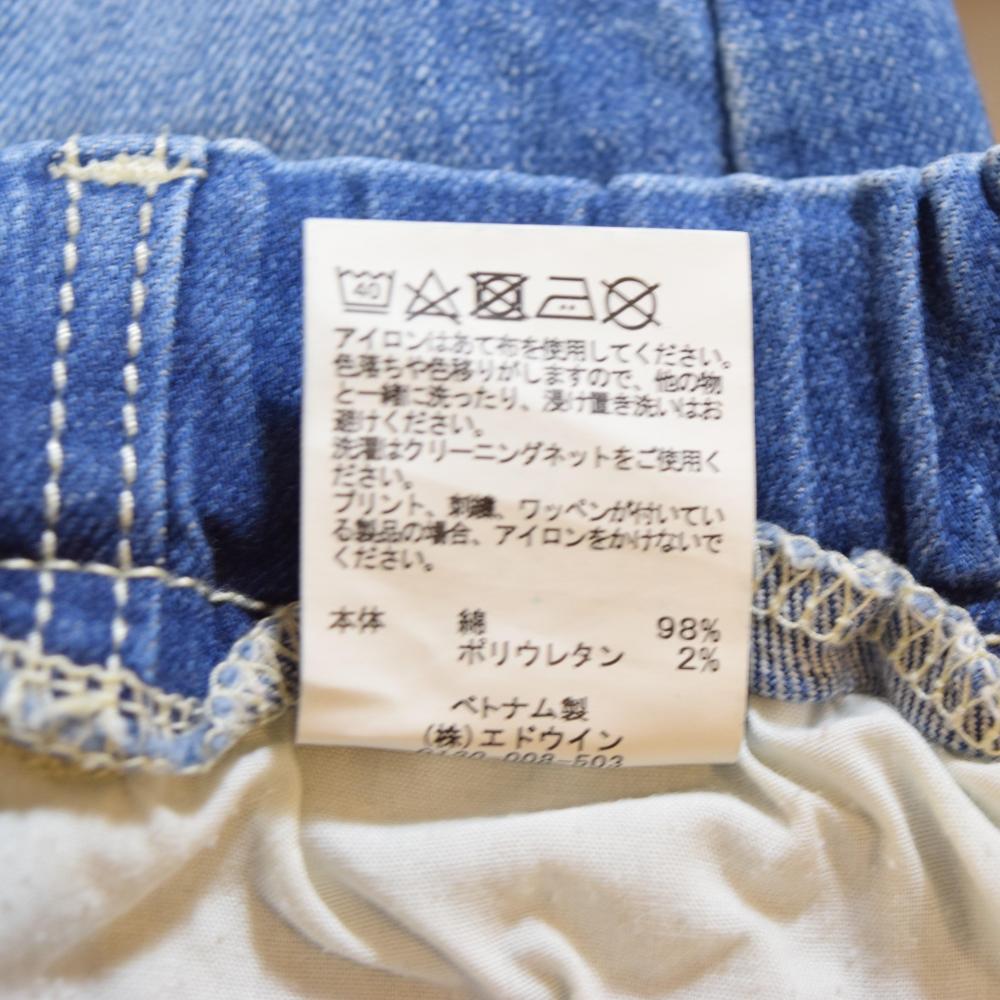 40
アイロンはあて布を使用してください。
色落ちや色移りがしますので、他の物
と一緒に洗ったり、浸け置き洗いはお
避けください。
洗濯はクリーニングネットをご使用く
ださい。
プリント、刺繍、ワッペンが付いてい
る製品の場合、アイロンをかけないで
ください。
本体 綿 98%
ポリウレタン 2%
ベトナム製
(株)エドウイン
0120-008-503